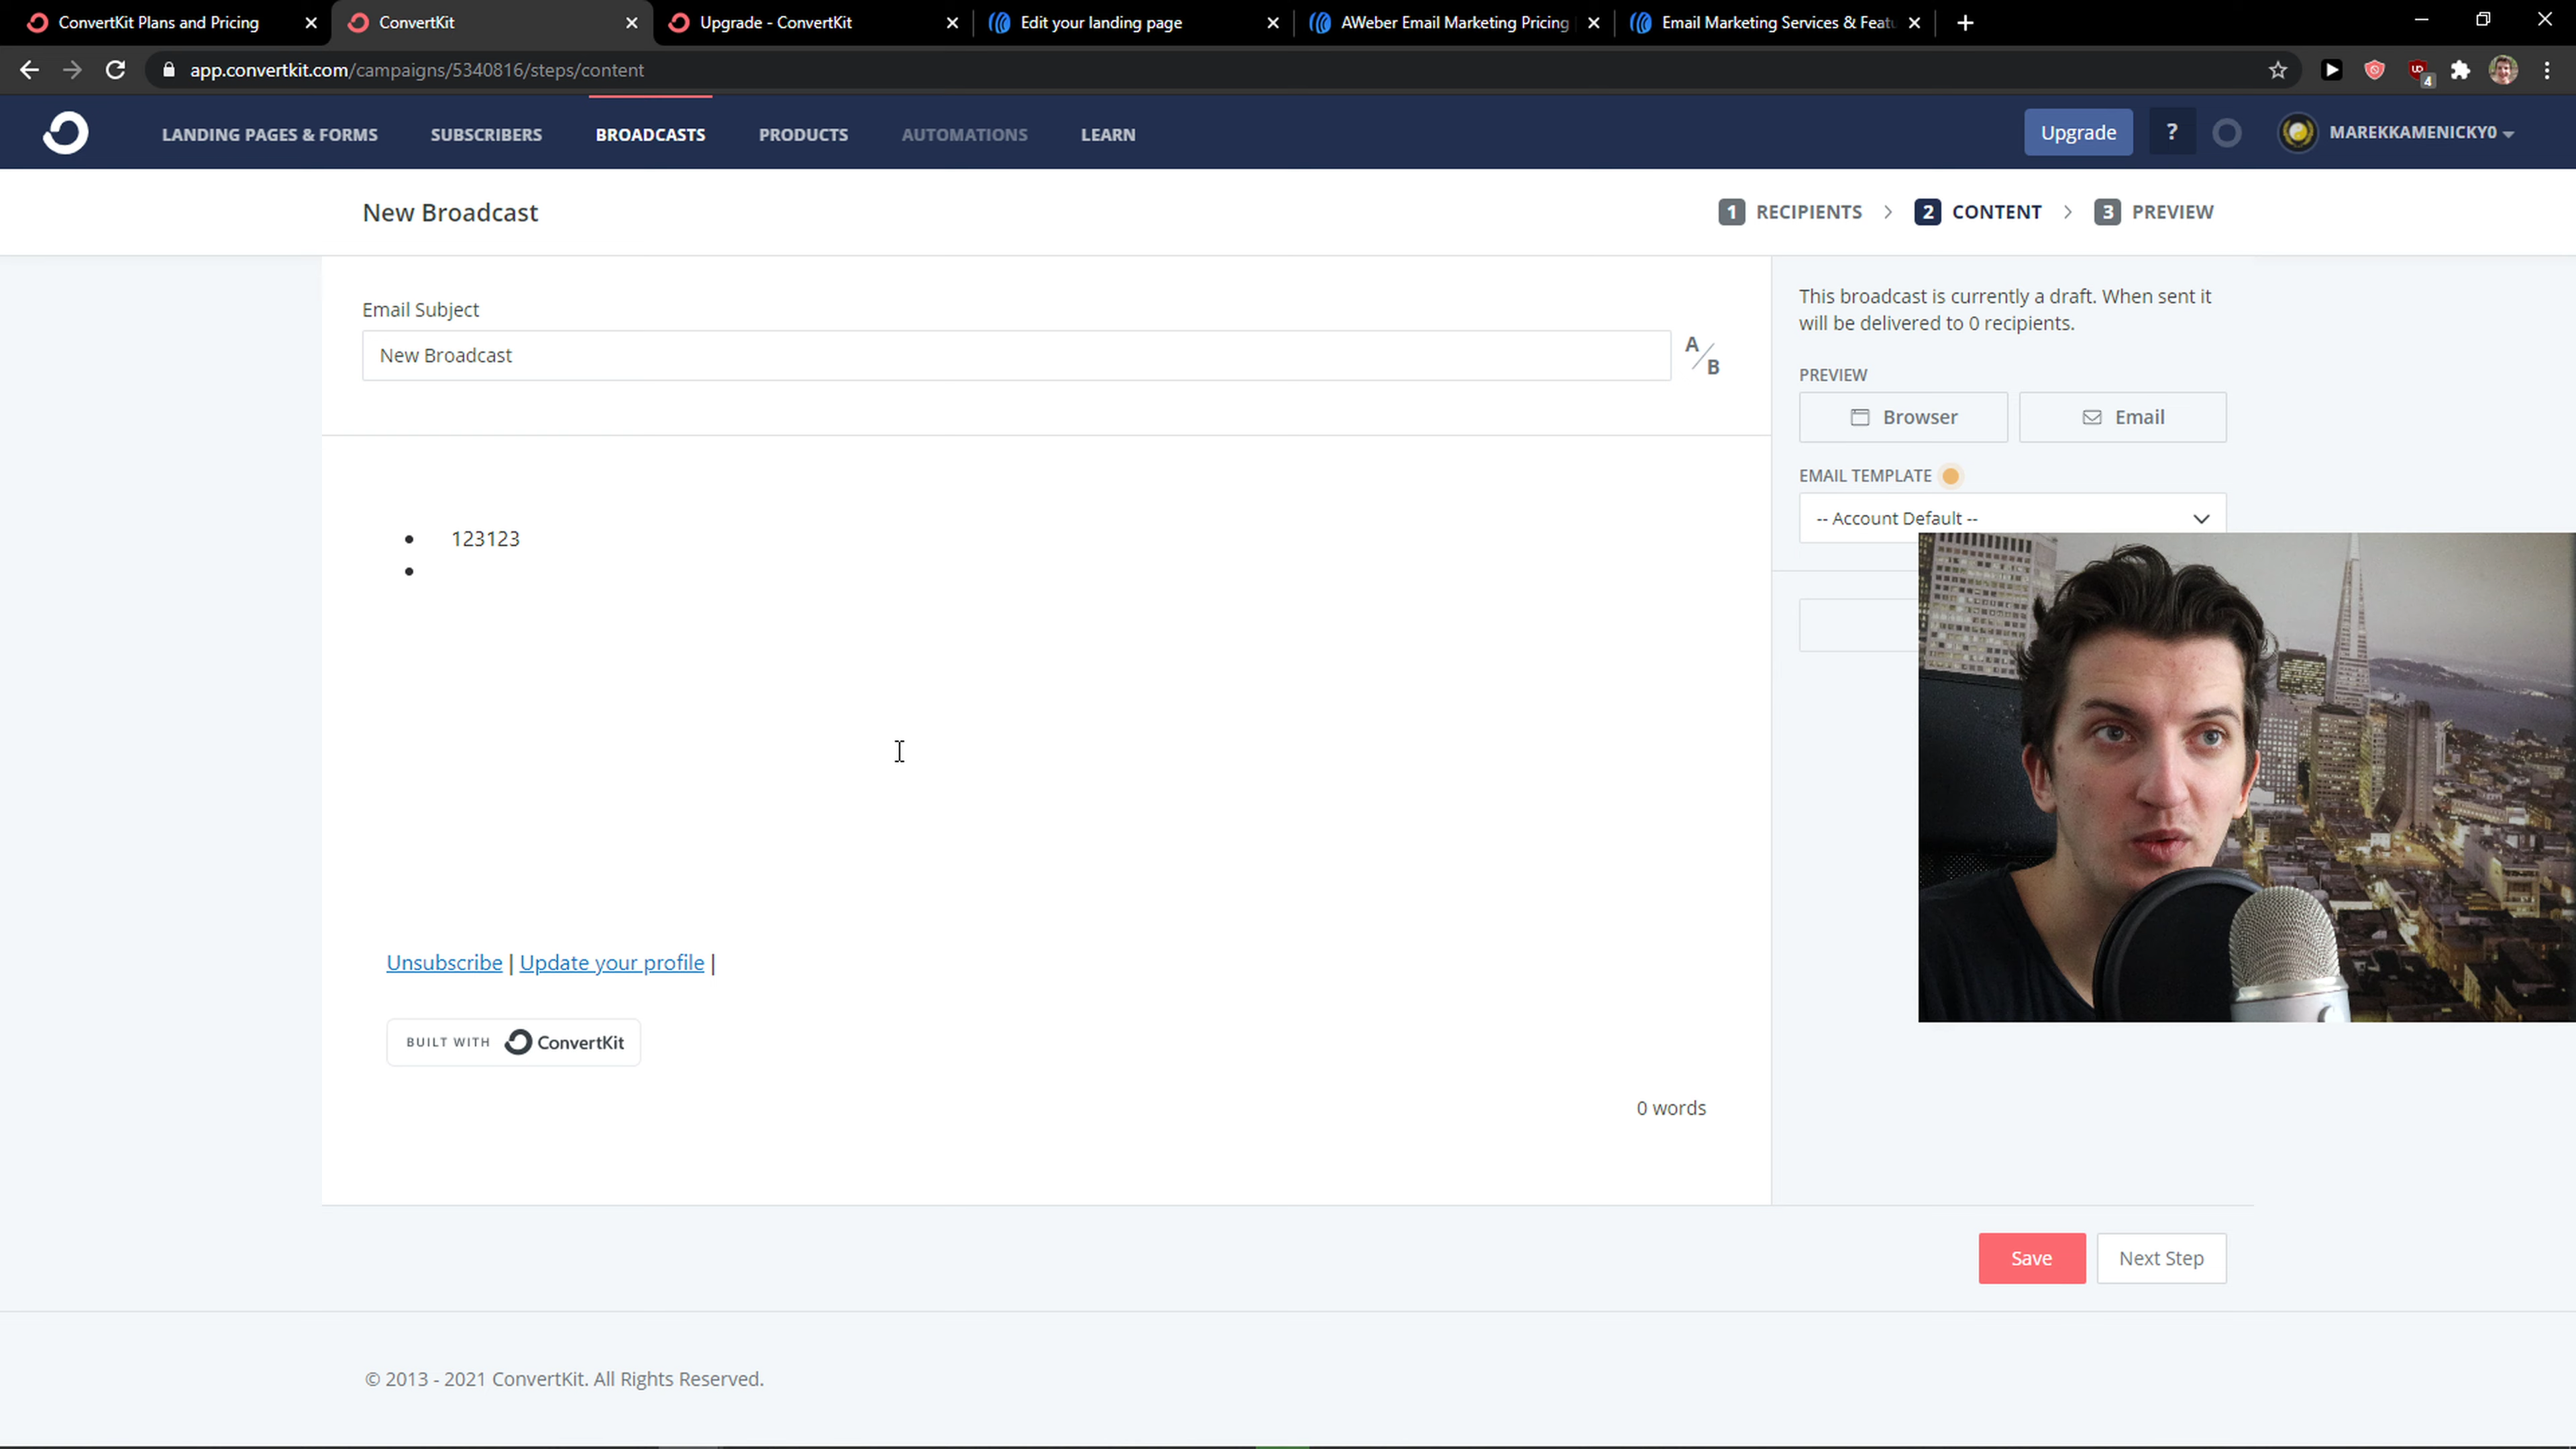 ConvertKit Plans and Pricing
ConvertKit
Upgrade - ConvertKit
Edit your landing page
AWeber Email Marketing Pricing
Email Marketing Services & Featu
app.convertkit.com/campaigns/5340816/steps/content
UO
4
LANDING PAGES & FORMS
SUBSCRIBERS
BROADCASTS
PRODUCTS
AUTOMATIONS
LEARN
Upgrade
?
MAREKKAMENICKY0
New Broadcast
1 RECIPIENTS
2 CONTENT
3 PREVIEW
Email Subject
New Broadcast
A/B
This broadcast is currently a draft. When sent it
will be delivered to 0 recipients.
PREVIEW
Browser
Email
EMAIL TEMPLATE
-- Account Default --
• 123123
•
Unsubscribe | Update your profile |
BUILT WITH ConvertKit
0 words
Save
Next Step
© 2013 - 2021 ConvertKit. All Rights Reserved.